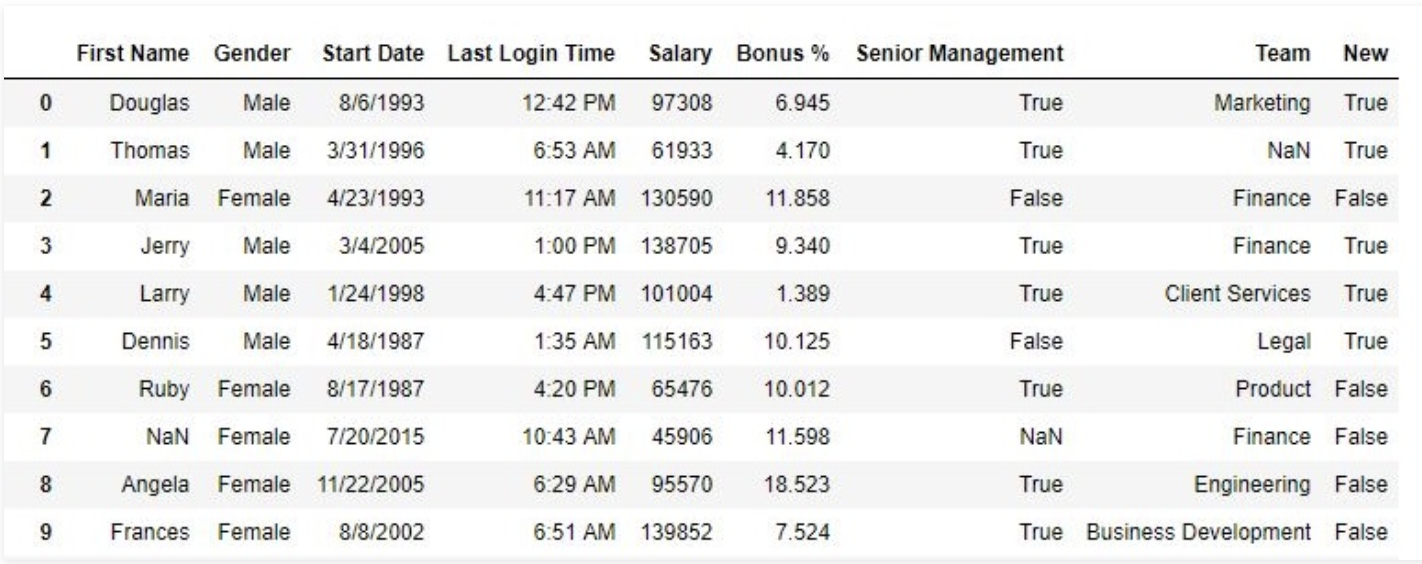 First Name Gender Start Date Last Login Time Salary Bonus % Senior Management Team New
0 Douglas Male 8/6/1993 12:42 PM 97308 6.945 True Marketing True
1 Thomas Male 3/31/1996 6:53 AM 61933 4.170 True NaN True
2 Maria Female 4/23/1993 11:17 AM 130590 11.858 False Finance False
3 Jerry Male 3/4/2005 1:00 PM 138705 9.340 True Finance True
4 Larry Male 1/24/1998 4:47 PM 101004 1.389 True Client Services True
5 Dennis Male 4/18/1987 1:35 AM 115163 10.125 False Legal True
6 Ruby Female 8/17/1987 4:20 PM 65476 10.012 True Product False
7 NaN Female 7/20/2015 10:43 AM 45906 11.598 NaN Finance False
8 Angela Female 11/22/2005 6:29 AM 95570 18.523 True Engineering False
9 Frances Female 8/8/2002 6:51 AM 139852 7.524 True Business Development False